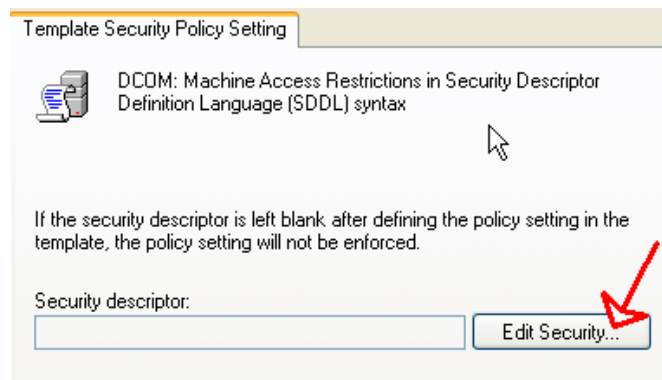 Template Security Policy Setting
DCOM: Machine Access Restrictions in Security Descriptor
Definition Language (SDDL) syntax
If the security descriptor is left blank after defining the policy setting in the
template, the policy setting will not be enforced.
Security descriptor:
Edit Security...